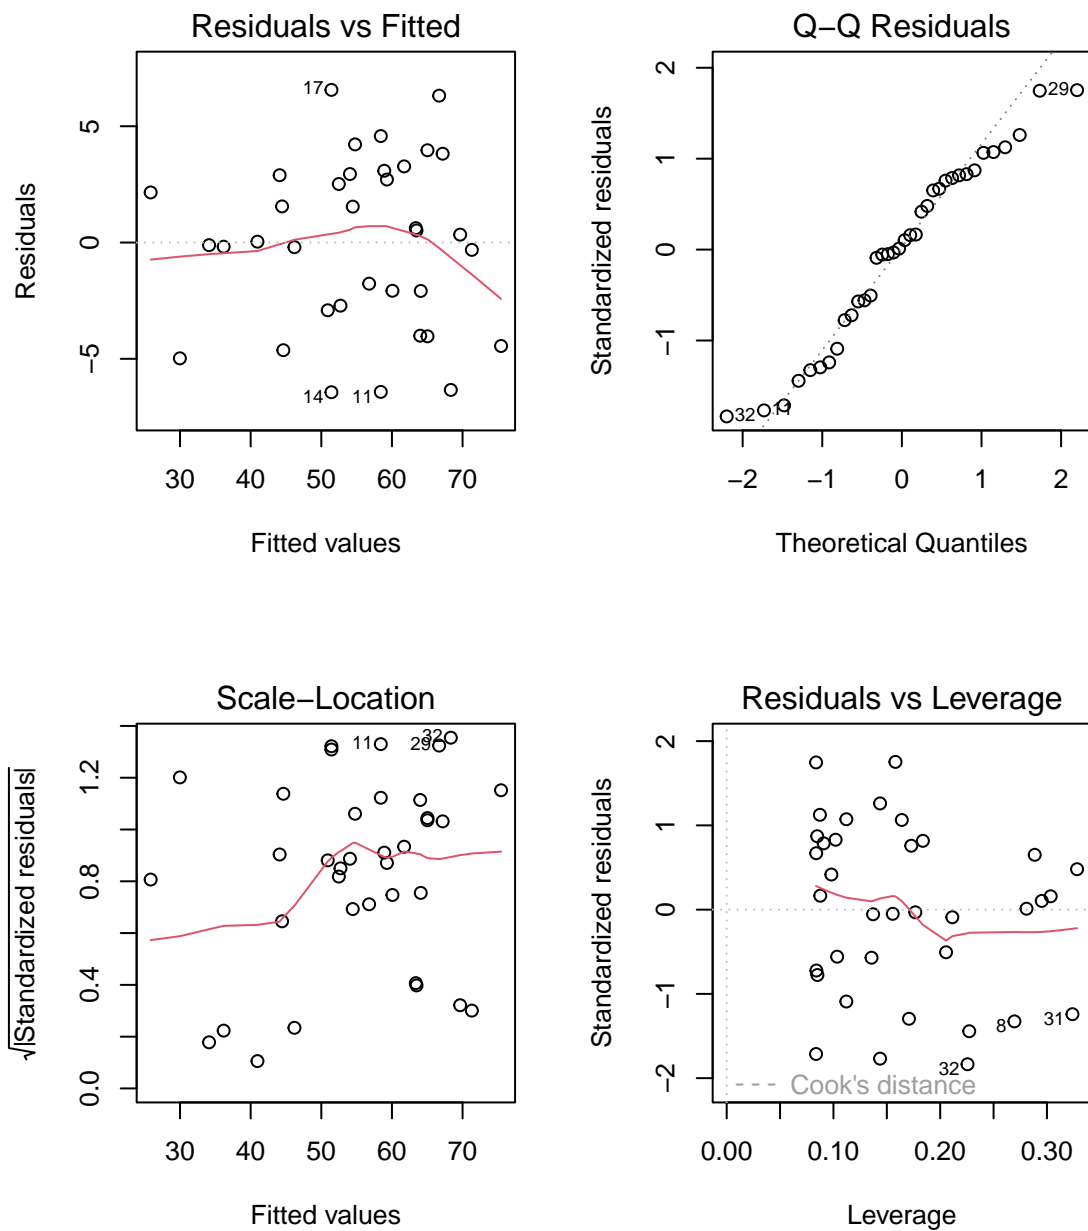 Residuals vs Fitted
Residuals
5
0
−5
17
14
11
30 40 50 60 70
Fitted values
Q−Q Residuals
Standardized residuals
2
1
0
−1
29
32
11
−2 −1 0 1 2
Theoretical Quantiles
Scale−Location
√|Standardized residuals|
1.2
0.8
0.4
0.0
11
29
32
30 40 50 60 70
Fitted values
Residuals vs Leverage
Standardized residuals
2
1
0
−1
−2
8
31
32
Cook's distance
0.00 0.10 0.20 0.30
Leverage